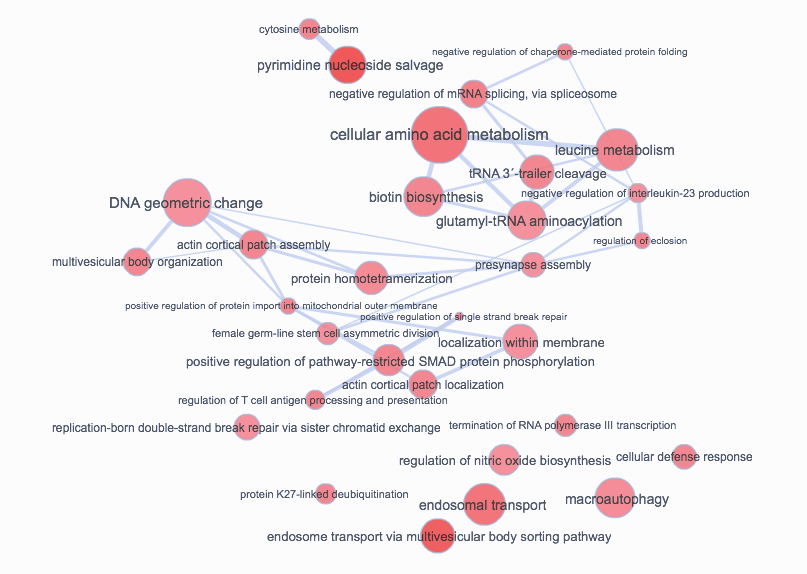 cytosine metabolism
negative regulation of chaperone-mediated protein folding
pyrimidine nucleoside salvage
negative regulation of mRNA splicing, via spliceosome
cellular amino acid metabolism
leucine metabolism
tRNA 3´-trailer cleavage
negative regulation of interleukin-23 production
biotin biosynthesis
DNA geometric change
glutamyl-tRNA aminoacylation
regulation of eclosion
actin cortical patch assembly
multivesicular body organization
presynapse assembly
protein homotetramerization
positive regulation of protein import into mitochondrial outer membrane
positive regulation of single strand break repair
female germ-line stem cell asymmetric division
localization within membrane
positive regulation of pathway-restricted SMAD protein phosphorylation
actin cortical patch localization
regulation of T cell antigen processing and presentation
replication-born double-strand break repair via sister chromatid exchange
termination of RNA polymerase III transcription
regulation of nitric oxide biosynthesis
cellular defense response
protein K27-linked deubiquitination
macroautophagy
endosomal transport
endosome transport via multivesicular body sorting pathway